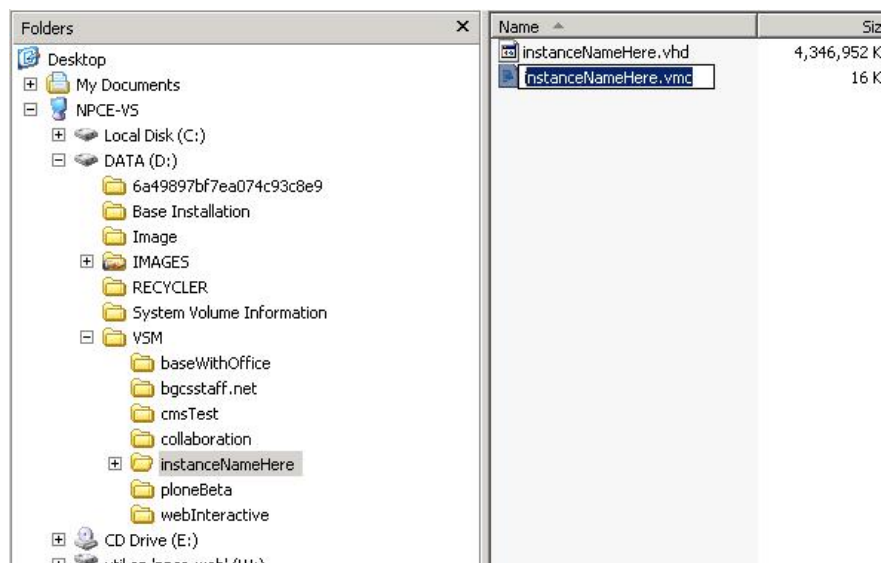 Folders
Desktop
My Documents
NPCE-VS
Local Disk (C:)
DATA (D:)
6a49897bf7ea074c93c8e9
Base Installation
Image
IMAGES
RECYCLER
System Volume Information
VSM
baseWithOffice
bgcsstaff.net
cmsTest
collaboration
instanceNameHere
ploneBeta
webInteractive
CD Drive (E:)
Name Siz
instanceNameHere.vhd 4,346,952 K
instanceNameHere.vmc 16 K